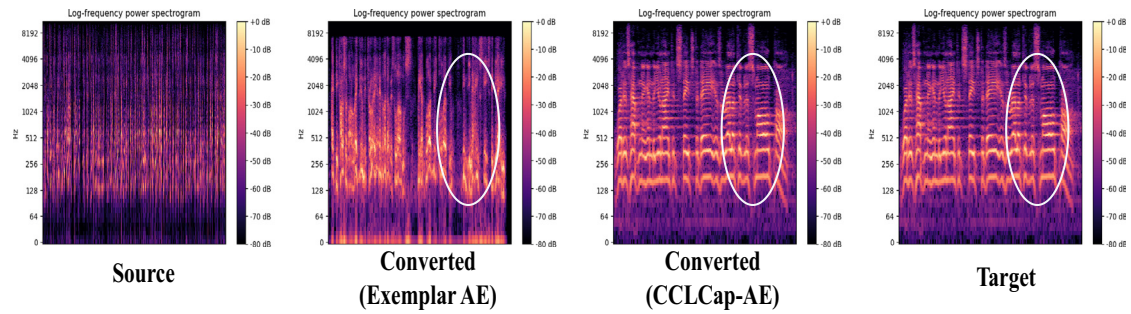 Log-frequency power spectrogram
8192
4096
2048
1024
512
256
128
64
0
Hz
+0 dB
-10 dB
-20 dB
-30 dB
-40 dB
-50 dB
-60 dB
-70 dB
-80 dB
Source
Log-frequency power spectrogram
8192
4096
2048
1024
512
256
128
64
0
Hz
+0 dB
-10 dB
-20 dB
-30 dB
-40 dB
-50 dB
-60 dB
-70 dB
-80 dB
Converted
(Exemplar AE)
Log-frequency power spectrogram
8192
4096
2048
1024
512
256
128
64
0
Hz
+0 dB
-10 dB
-20 dB
-30 dB
-40 dB
-50 dB
-60 dB
-70 dB
-80 dB
Converted
(CCLCap-AE)
Log-frequency power spectrogram
8192
4096
2048
1024
512
256
128
64
0
Hz
+0 dB
-10 dB
-20 dB
-30 dB
-40 dB
-50 dB
-60 dB
-70 dB
-80 dB
Target